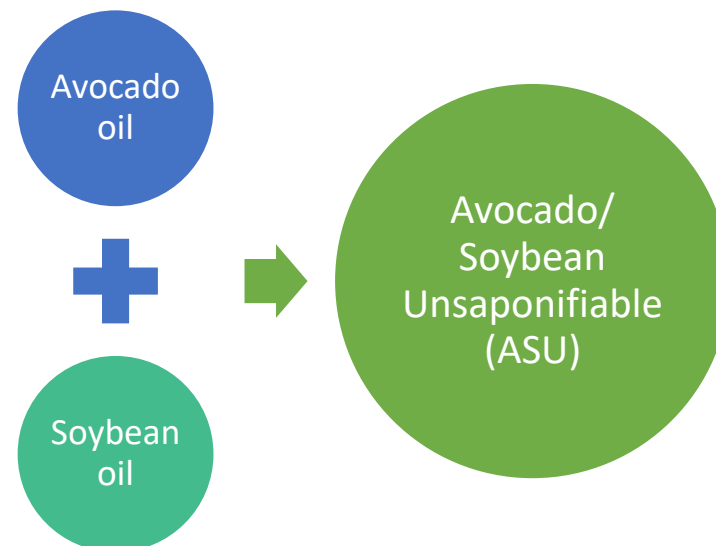 Avocado
oil
Soybean
oil
Avocado/
Soybean
Unsaponifiable
(ASU)